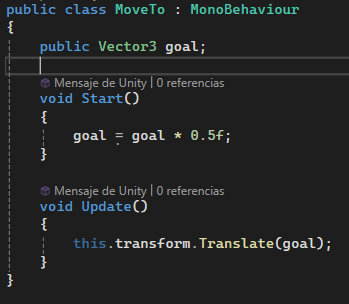 public class MoveTo : MonoBehaviour
{
    public Vector3 goal;
    Mensaje de Unity | 0 referencias
    void Start()
    {
        goal = goal * 0.5f;
    }
    Mensaje de Unity | 0 referencias
    void Update()
    {
        this.transform.Translate(goal);
    }
}